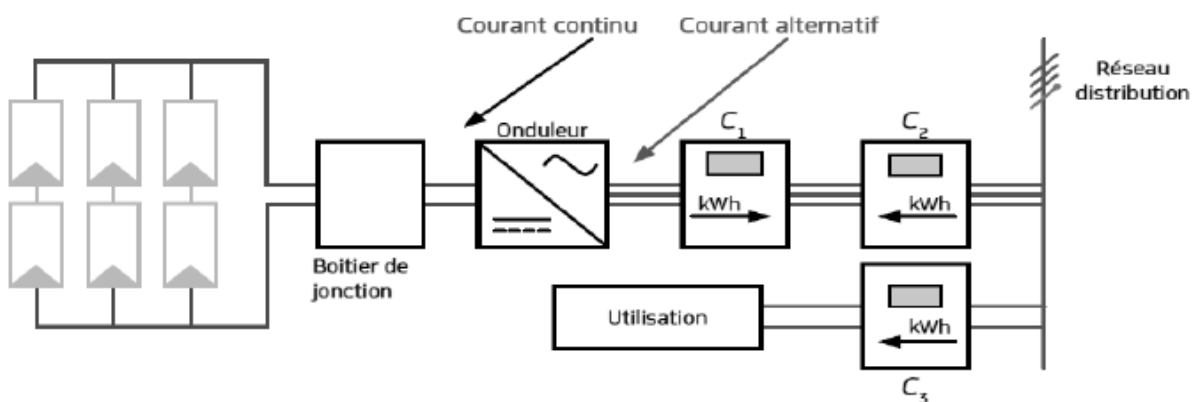 Courant continu
Courant alternatif
Réseau
distribution
Onduleur
C1
C2
kWh
kWh
Boitier de
jonction
Utilisation
kWh
C3